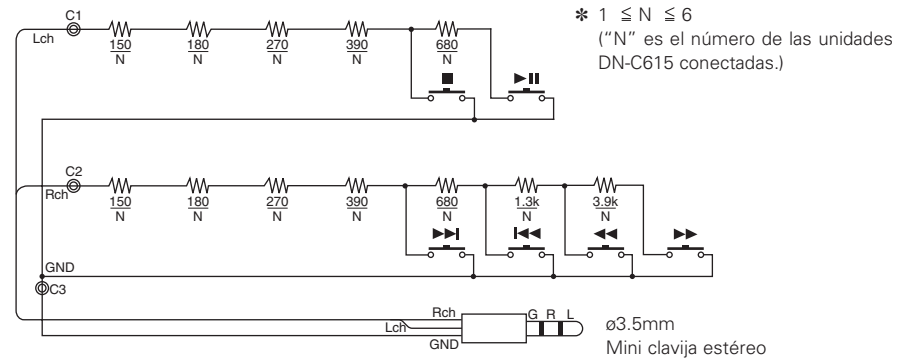 C1
Lch
150
N
180
N
270
N
390
N
680
N
✱ 1 ≦ N ≦ 6
(“N” es el número de las unidades
DN-C615 conectadas.)
C2
Rch
150
N
180
N
270
N
390
N
680
N
1.3k
N
3.9k
N
GND
C3
Rch
Lch
GND
G R L
ø3.5mm
Mini clavija estéreo